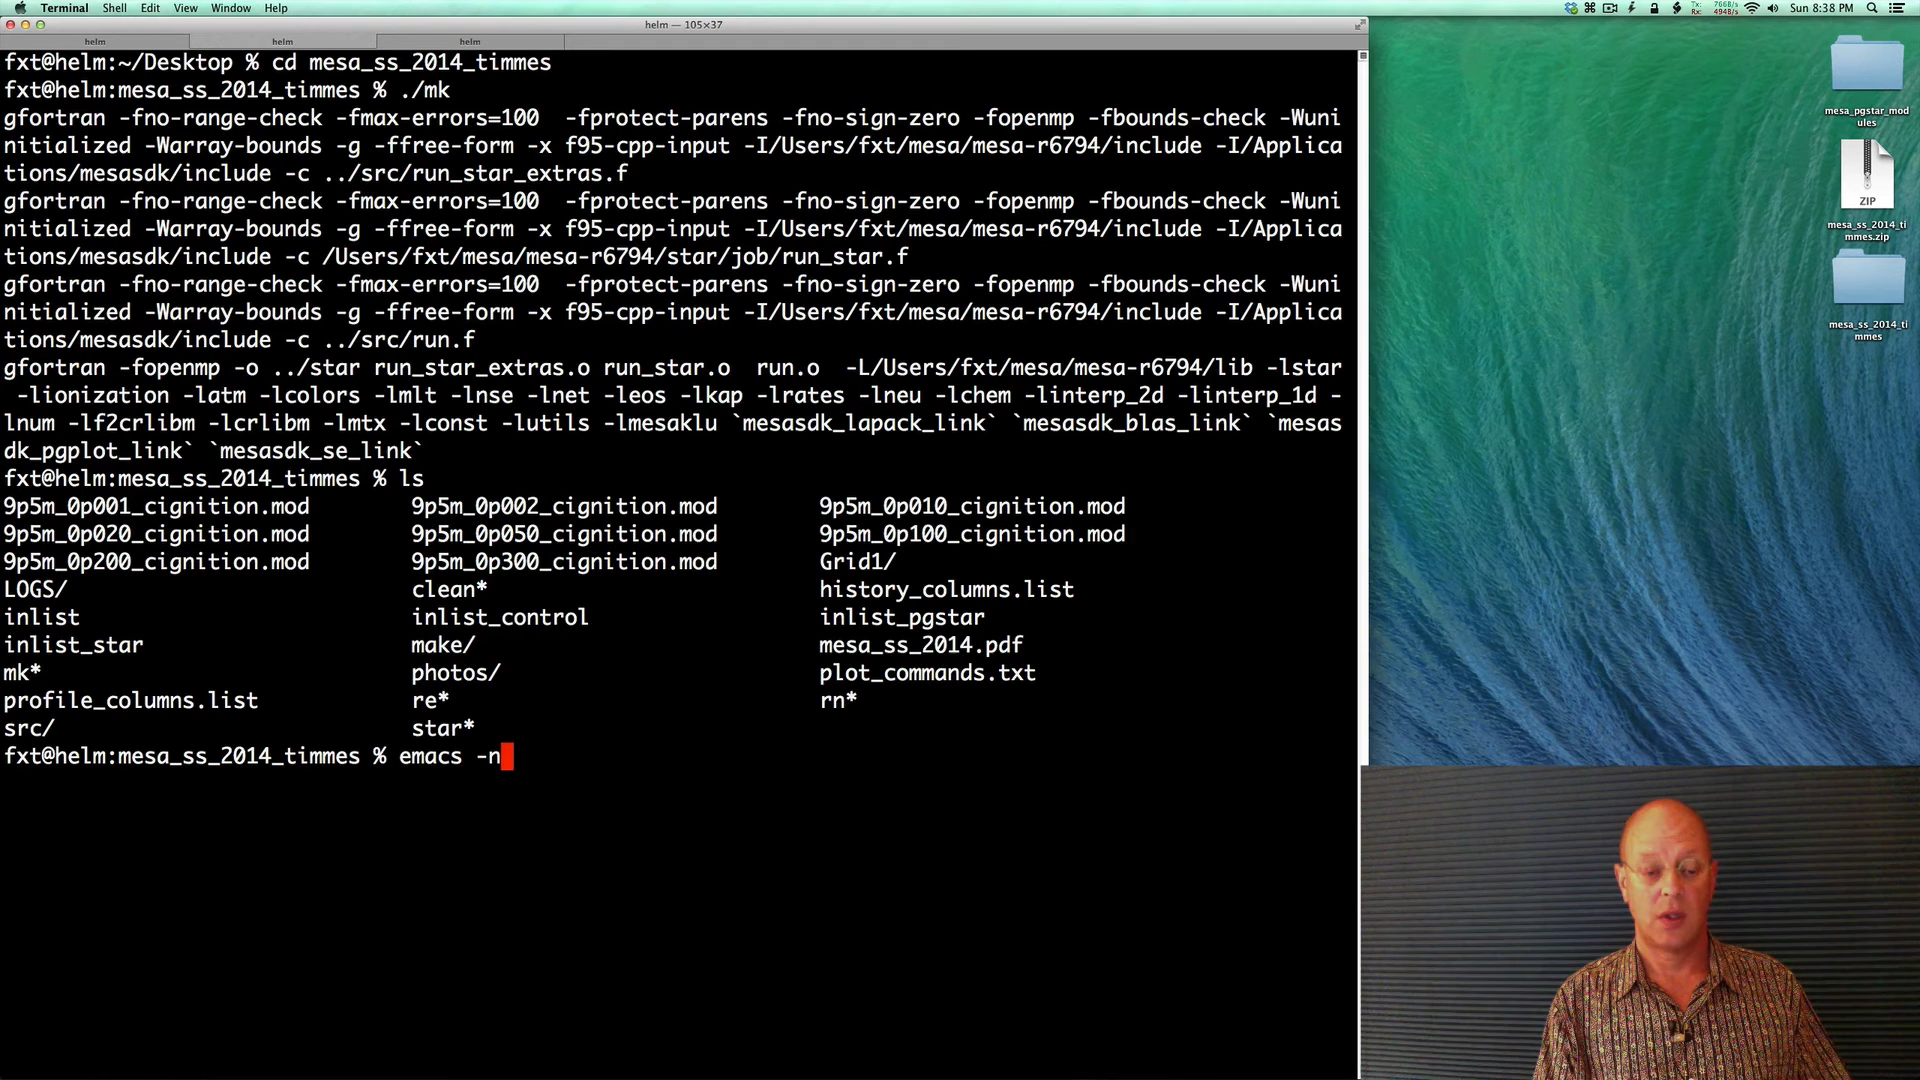 Terminal Shell Edit View Window Help
Tx: 766B/s
Rx: 494B/s
Sun 8:38 PM
helm — 105×37
helm helm helm
fxt@helm:~/Desktop % cd mesa_ss_2014_timmes
fxt@helm:mesa_ss_2014_timmes % ./mk
gfortran -fno-range-check -fmax-errors=100  -fprotect-parens -fno-sign-zero -fopenmp -fbounds-check -Wuni
nitialized -Warray-bounds -g -ffree-form -x f95-cpp-input -I/Users/fxt/mesa/mesa-r6794/include -I/Applica
tions/mesasdk/include -c ../src/run_star_extras.f
gfortran -fno-range-check -fmax-errors=100  -fprotect-parens -fno-sign-zero -fopenmp -fbounds-check -Wuni
nitialized -Warray-bounds -g -ffree-form -x f95-cpp-input -I/Users/fxt/mesa/mesa-r6794/include -I/Applica
tions/mesasdk/include -c /Users/fxt/mesa/mesa-r6794/star/job/run_star.f
gfortran -fno-range-check -fmax-errors=100  -fprotect-parens -fno-sign-zero -fopenmp -fbounds-check -Wuni
nitialized -Warray-bounds -g -ffree-form -x f95-cpp-input -I/Users/fxt/mesa/mesa-r6794/include -I/Applica
tions/mesasdk/include -c ../src/run.f
gfortran -fopenmp -o ../star run_star_extras.o run_star.o  run.o  -L/Users/fxt/mesa/mesa-r6794/lib -lstar
 -lionization -latm -lcolors -lmlt -lnse -lnet -leos -lkap -lrates -lneu -lchem -linterp_2d -linterp_1d -
lnum -lf2crlibm -lcrlibm -lmtx -lconst -lutils -lmesaklu `mesasdk_lapack_link` `mesasdk_blas_link` `mesas
dk_pgplot_link` `mesasdk_se_link`
fxt@helm:mesa_ss_2014_timmes % ls
9p5m_0p001_cignition.mod 9p5m_0p002_cignition.mod 9p5m_0p010_cignition.mod
9p5m_0p020_cignition.mod 9p5m_0p050_cignition.mod 9p5m_0p100_cignition.mod
9p5m_0p200_cignition.mod 9p5m_0p300_cignition.mod Grid1/
LOGS/ clean* history_columns.list
inlist inlist_control inlist_pgstar
inlist_star make/ mesa_ss_2014.pdf
mk* photos/ plot_commands.txt
profile_columns.list re* rn*
src/ star*
fxt@helm:mesa_ss_2014_timmes % emacs -n
mesa_pgstar_mod
ules
ZIP
mesa_ss_2014_ti
mmes.zip
mesa_ss_2014_ti
mmes